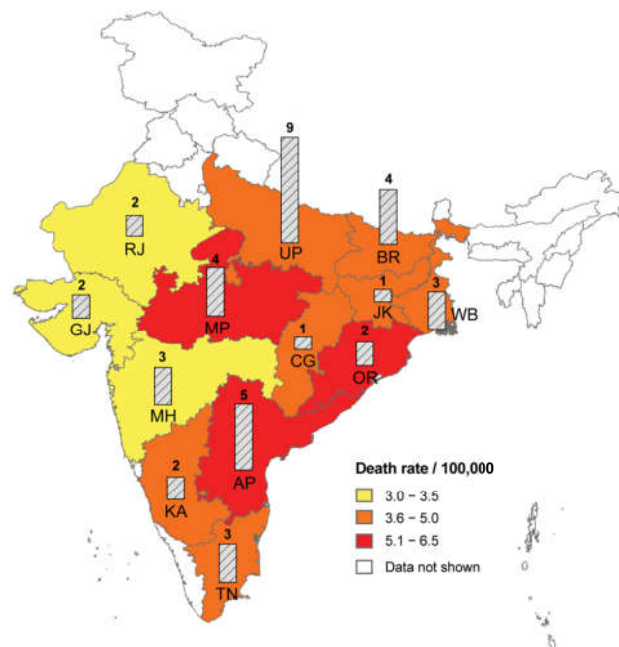 9
4
2
RJ
UP
BR
4
2
GJ
MP
1
JK
3
WB
1
CG
2
OR
3
MH
5
AP
2
KA
3
TN
Death rate / 100,000
3.0 – 3.5
3.6 – 5.0
5.1 – 6.5
Data not shown